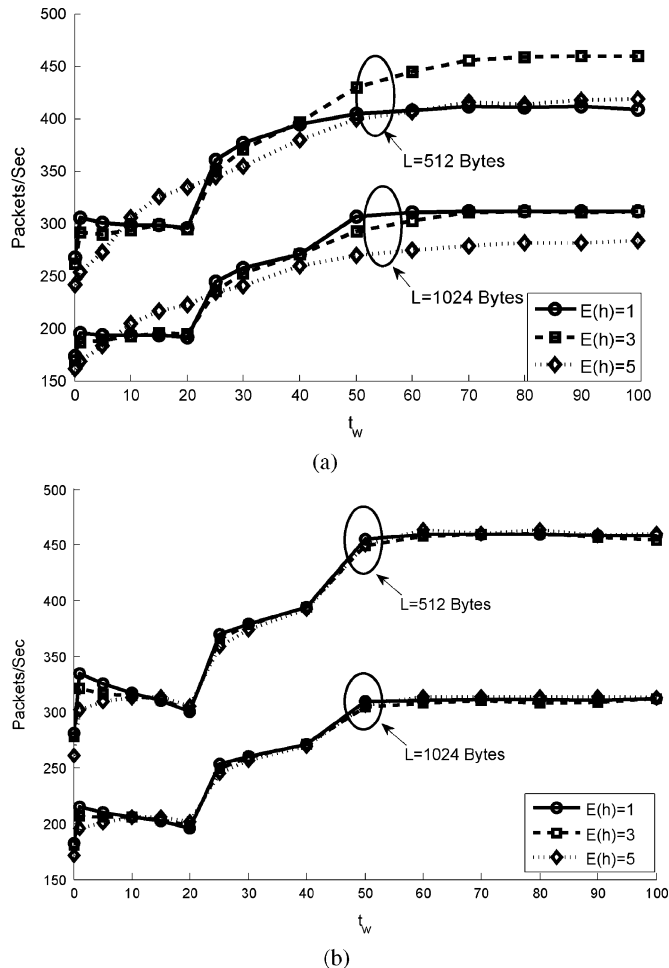 500
450
400
350
300
250
200
150
Packets/Sec
L=512 Bytes
L=1024 Bytes
E(h)=1
E(h)=3
E(h)=5
0 10 20 30 40 50 60 70 80 90 100
t_w
(a)
500
450
400
350
300
250
200
150
Packets/Sec
L=512 Bytes
L=1024 Bytes
E(h)=1
E(h)=3
E(h)=5
0 10 20 30 40 50 60 70 80 90 100
t_w
(b)